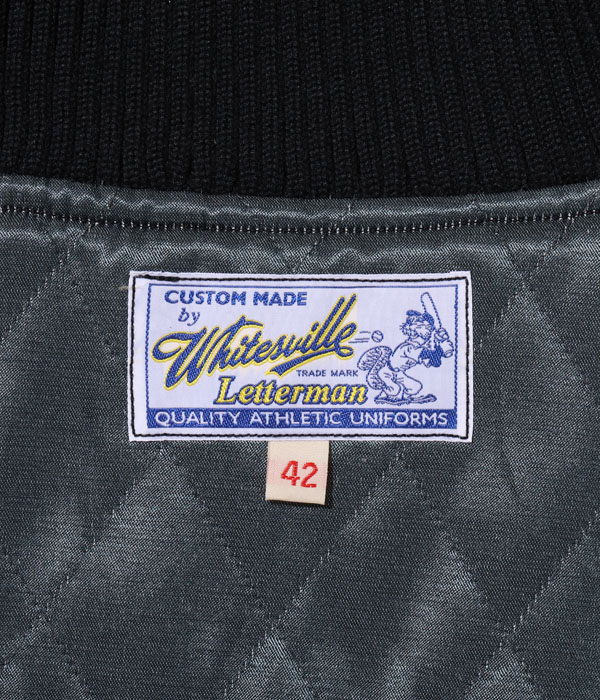 CUSTOM MADE
by
Whitesville
TRADE MARK
Letterman
QUALITY ATHLETIC UNIFORMS
42